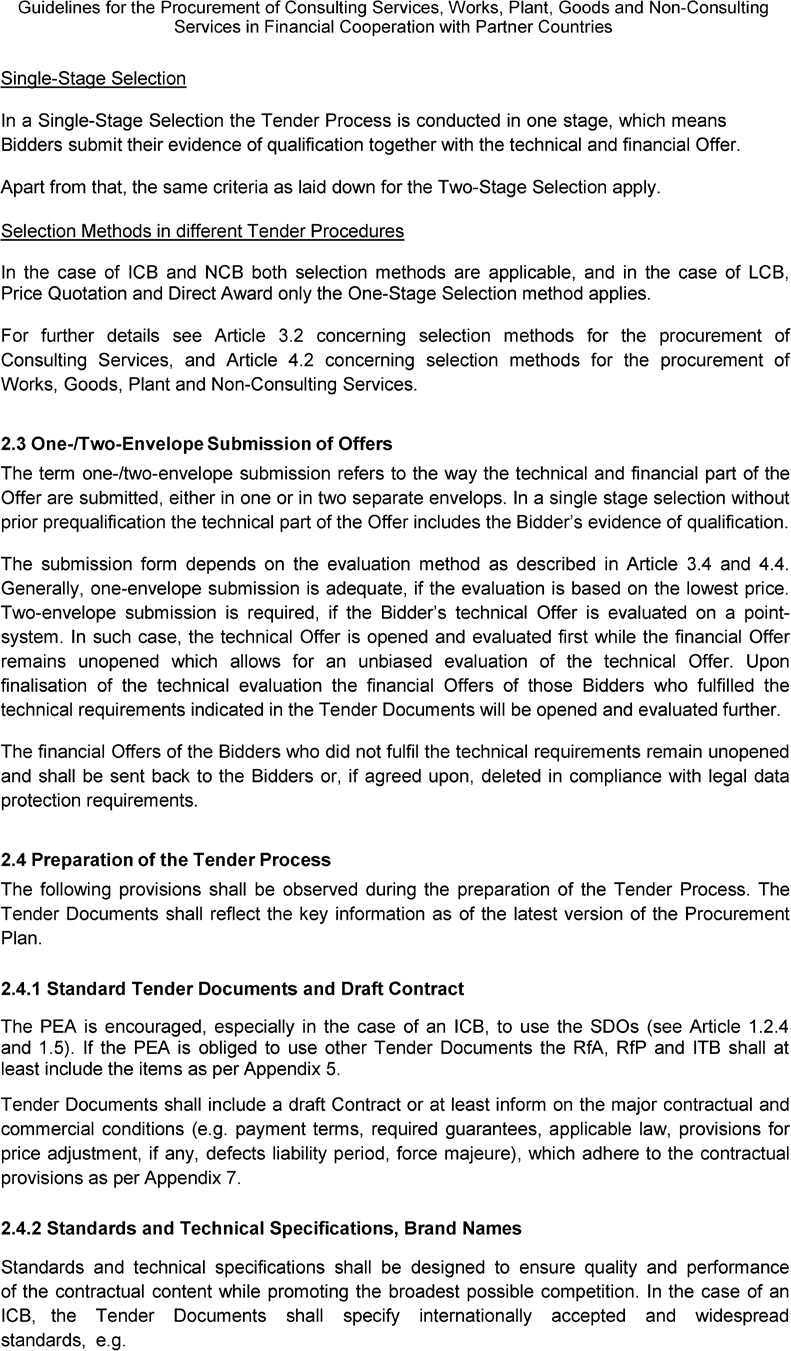 Guidelines for the Procurement of Consulting Services, Works, Plant, Goods and Non-Consulting
Services in Financial Cooperation with Partner Countries
Single-Stage Selection
In a Single-Stage Selection the Tender Process is conducted in one stage, which means
Bidders submit their evidence of qualification together with the technical and financial Offer.
Apart from that, the same criteria as laid down for the Two-Stage Selection apply.
Selection Methods in different Tender Procedures
In the case of ICB and NCB both selection methods are applicable, and in the case of LCB,
Price Quotation and Direct Award only the One-Stage Selection method applies.
For further details see Article 3.2 concerning selection methods for the procurement of
Consulting Services, and Article 4.2 concerning selection methods for the procurement of
Works, Goods, Plant and Non-Consulting Services.
2.3 One-/Two-Envelope Submission of Offers
The term one-/two-envelope submission refers to the way the technical and financial part of the
Offer are submitted, either in one or in two separate envelops. In a single stage selection without
prior prequalification the technical part of the Offer includes the Bidder's evidence of qualification.
The submission form depends on the evaluation method as described in Article 3.4 and 4.4.
Generally, one-envelope submission is adequate, if the evaluation is based on the lowest price.
Two-envelope submission is required, if the Bidder's technical Offer is evaluated on a point-
system. In such case, the technical Offer is opened and evaluated first while the financial Offer
remains unopened which allows for an unbiased evaluation of the technical Offer. Upon
finalisation of the technical evaluation the financial Offers of those Bidders who fulfilled the
technical requirements indicated in the Tender Documents will be opened and evaluated further.
The financial Offers of the Bidders who did not fulfil the technical requirements remain unopened
and shall be sent back to the Bidders or, if agreed upon, deleted in compliance with legal data
protection requirements.
2.4 Preparation of the Tender Process
The following provisions shall be observed during the preparation of the Tender Process. The
Tender Documents shall reflect the key information as of the latest version of the Procurement
Plan.
2.4.1 Standard Tender Documents and Draft Contract
The PEA is encouraged, especially in the case of an ICB, to use the SDOs (see Article 1.2.4
and 1.5). If the PEA is obliged to use other Tender Documents the RfA, RfP and ITB shall at
least include the items as per Appendix 5.
Tender Documents shall include a draft Contract or at least inform on the major contractual and
commercial conditions (e.g. payment terms, required guarantees, applicable law, provisions for
price adjustment, if any, defects liability period, force majeure), which adhere to the contractual
provisions as per Appendix 7.
2.4.2 Standards and Technical Specifications, Brand Names
Standards and technical specifications shall be designed to ensure quality and performance
of the contractual content while promoting the broadest possible competition. In the case of an
ICB, the Tender Documents shall specify internationally accepted and widespread
standards, e.g.